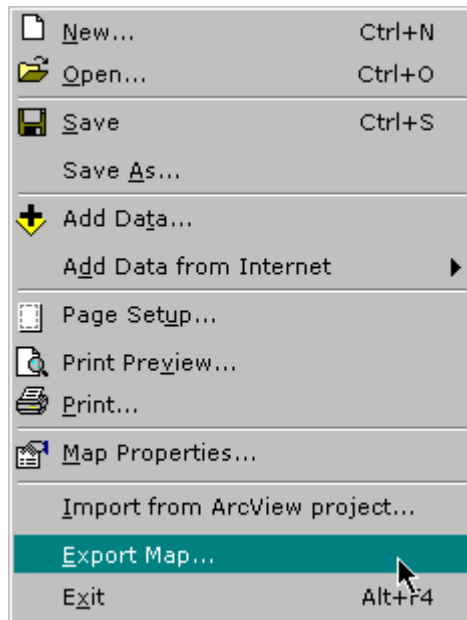 New... Ctrl+N
Open... Ctrl+O
Save Ctrl+S
Save As...
Add Data...
Add Data from Internet
Page Setup...
Print Preview...
Print...
Map Properties...
Import from ArcView project...
Export Map...
Exit Alt+F4